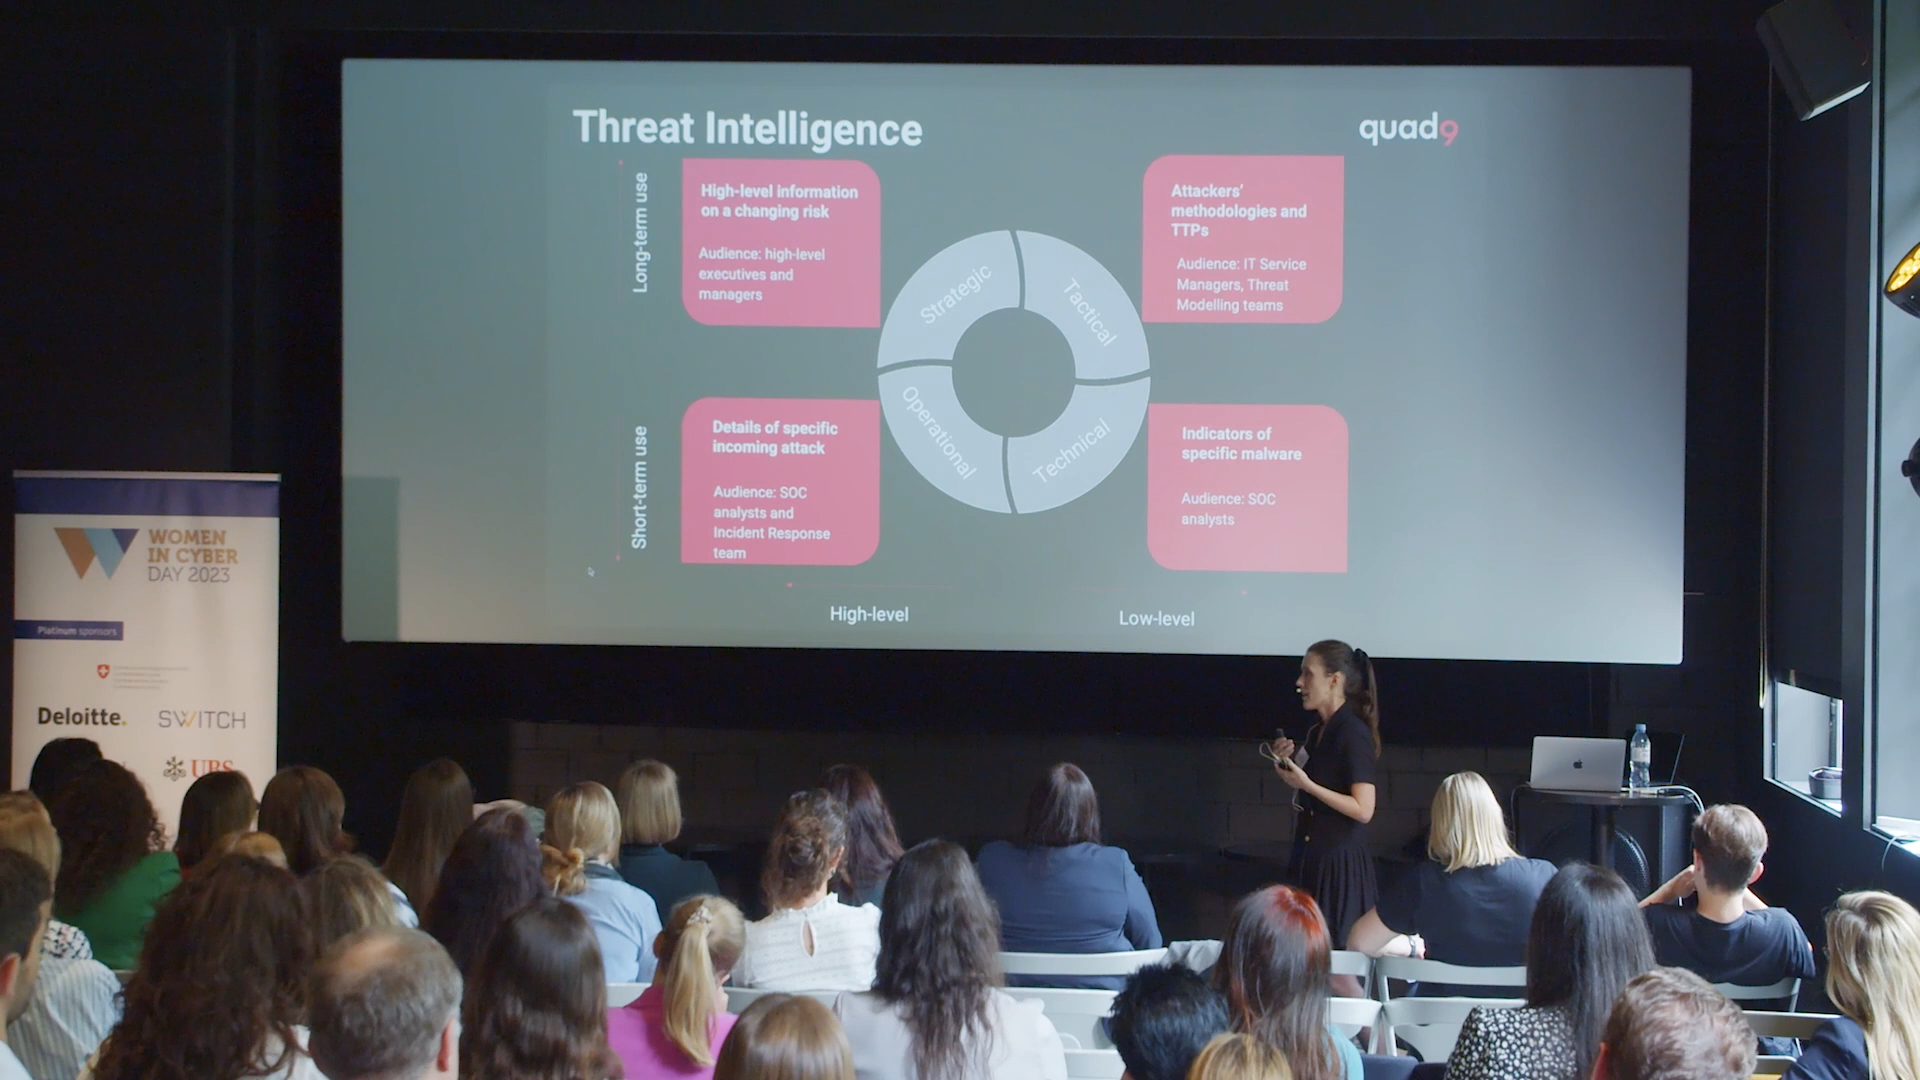 Threat Intelligence
quad9
Long-term use
High-level information
on a changing risk
Audience: high-level
executives and
managers
Attackers'
methodologies and
TTPs
Audience: IT Service
Managers, Threat
Modelling teams
Strategic
Tactical
Operational
Technical
Short-term use
Details of specific
incoming attack
Audience: SOC
analysts and
Incident Response
team
Indicators of
specific malware
Audience: SOC
analysts
High-level
Low-level
WOMEN
IN CYBER
DAY 2023
Platinum sponsors
Deloitte.
SWITCH
UBS